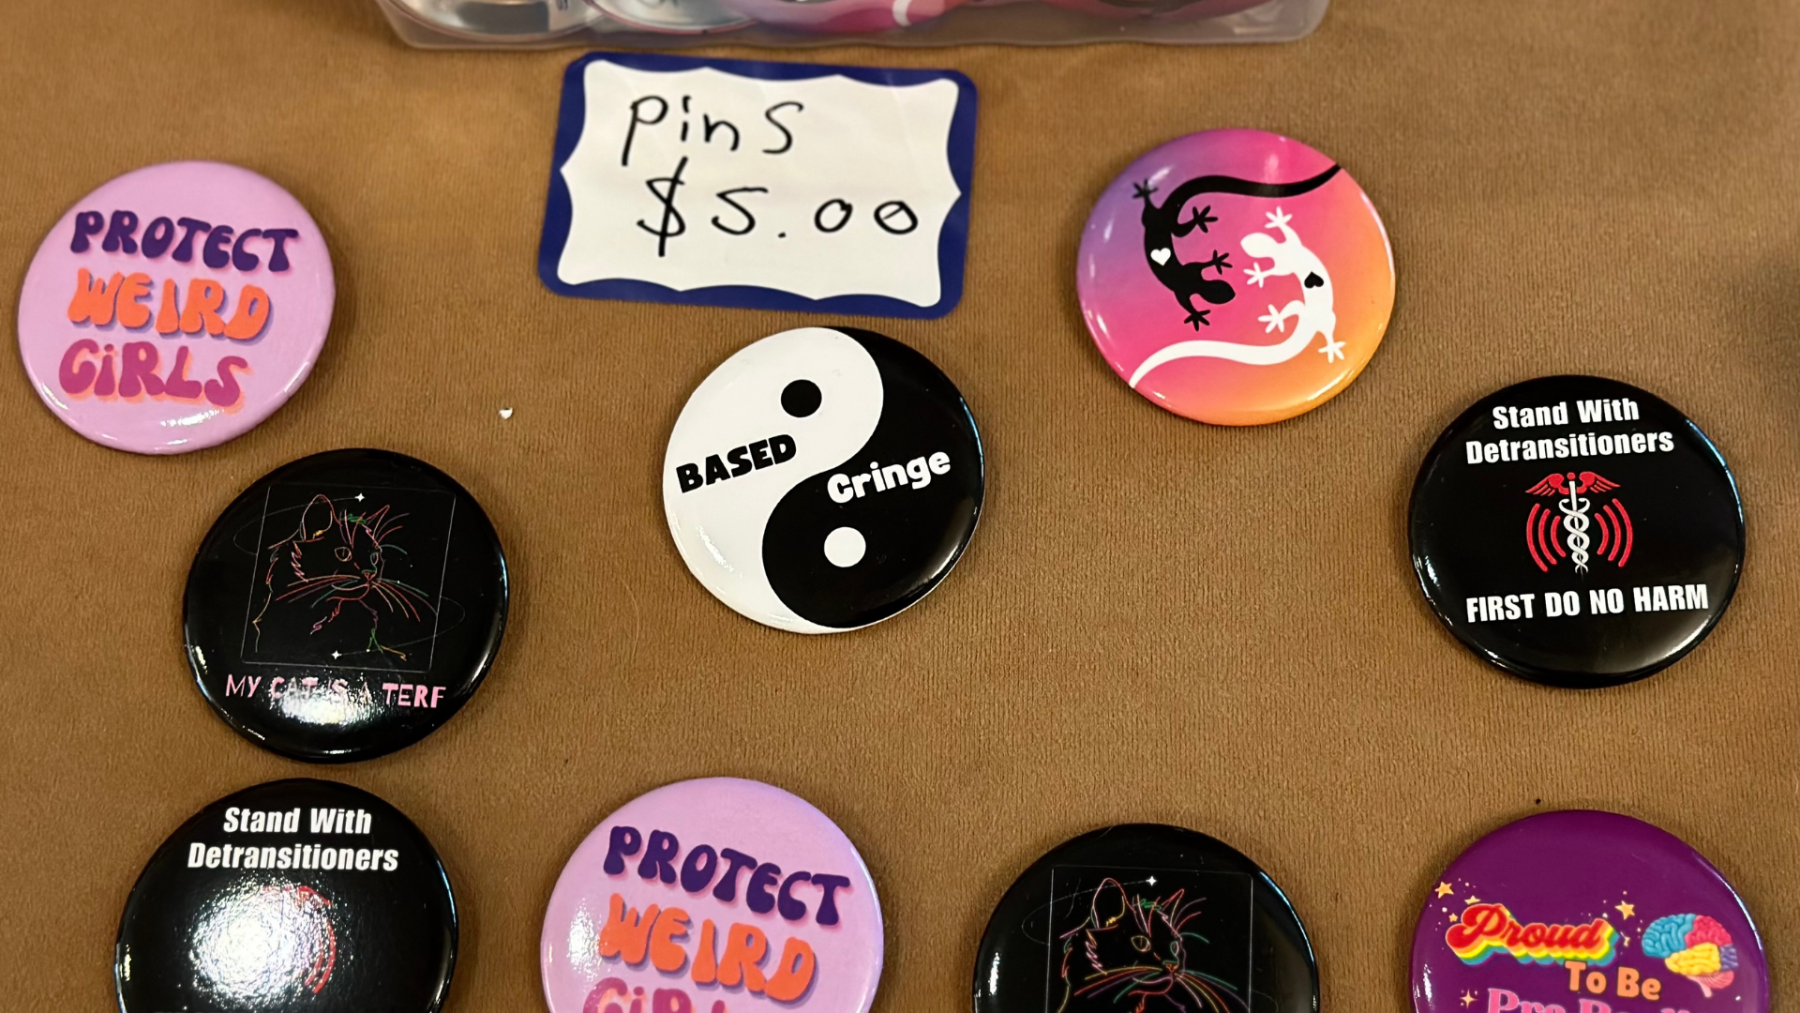 pins
$5.00
PROTECT
WEIRD
GiRLS
BASED
Cringe
Stand With
Detransitioners
FIRST DO NO HARM
MY CAT IS A TERF
Stand With
Detransitioners
PROTECT
WEIRD
GiRLS
Proud
To Be